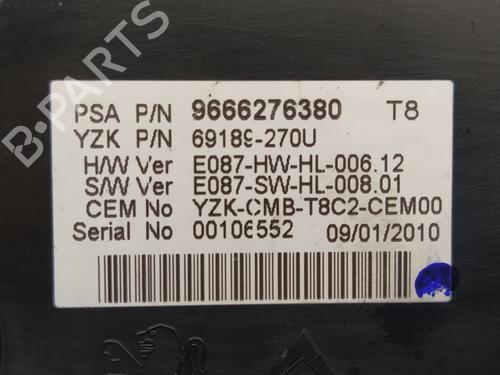 PSA P/N 9666276380 T8
YZK P/N 69189-270U
H/W Ver E087-HW-HL-006.12
S/W Ver E087-SW-HL-008.01
CEM No YZK-CMB-T8C2-CEM00
Serial No 00106552 09/01/2010